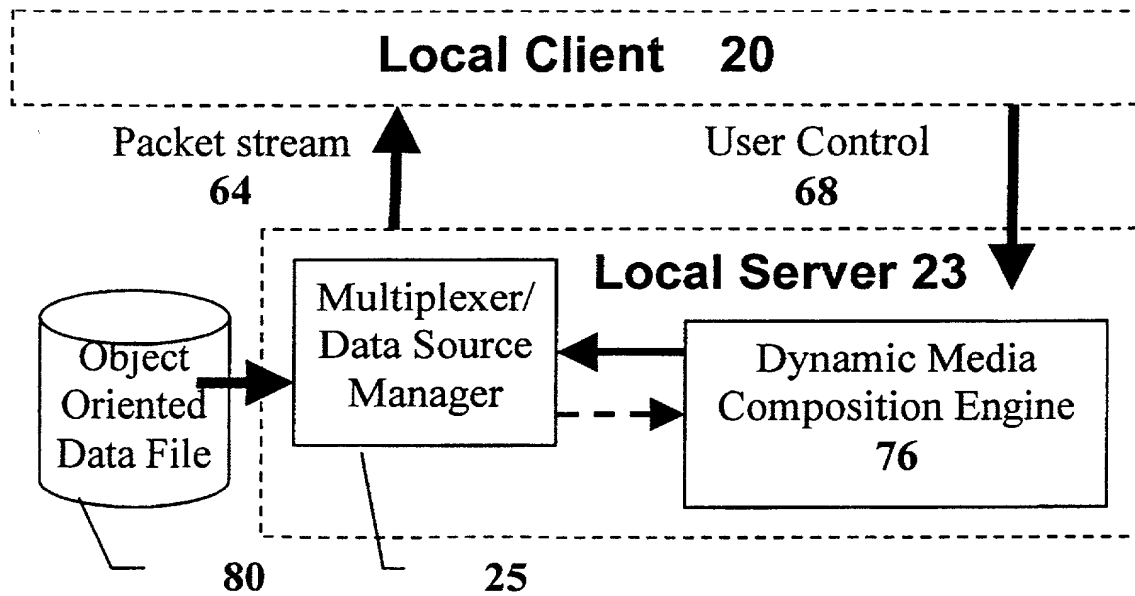 Local Client 20
Packet stream
64
User Control
68
Local Server 23
Multiplexer/
Data Source
Manager
Object
Oriented
Data File
Dynamic Media
Composition Engine
76
80
25